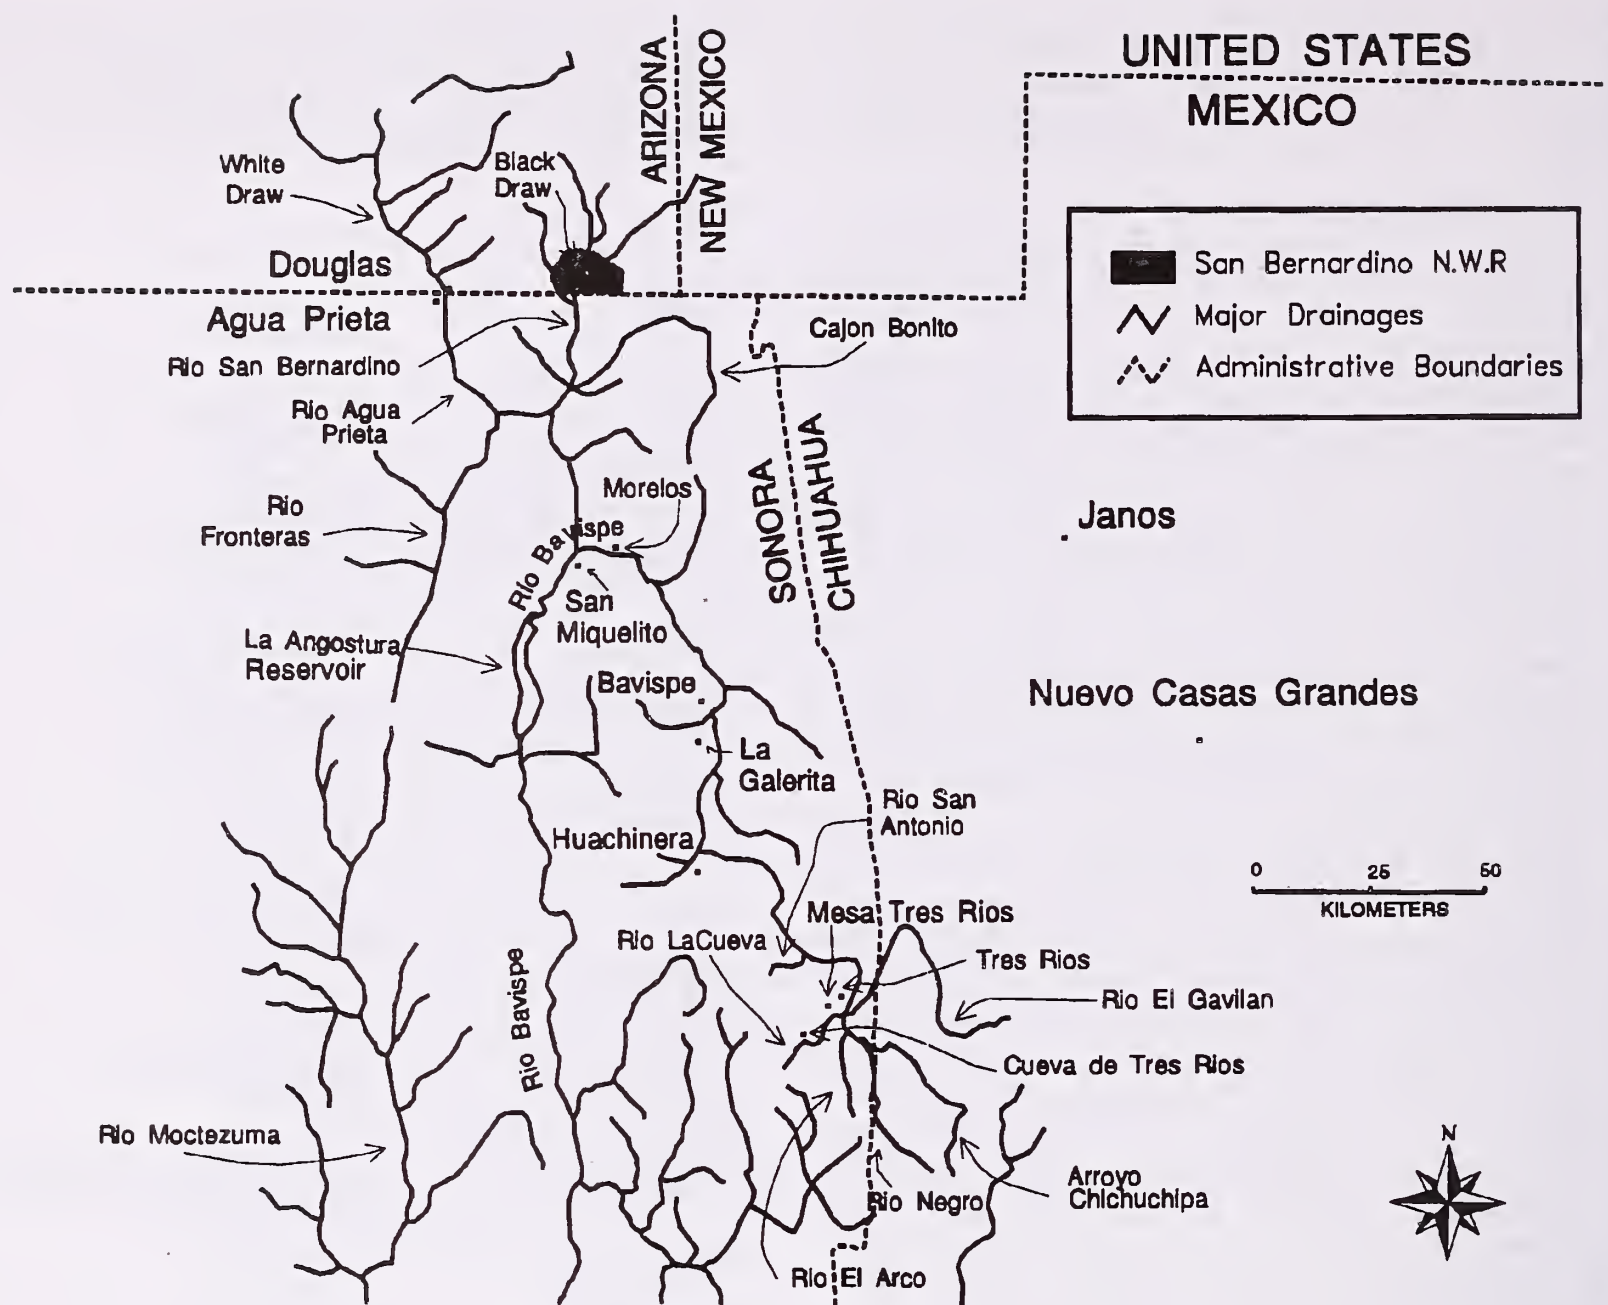 UNITED STATES
MEXICO
ARIZONA
NEW MEXICO
White
Draw
Black
Draw
Douglas
San Bernardino N.W.R
Major Drainages
Administrative Boundaries
Agua Prieta
Cajon Bonito
Rio San Bernardino
Rio Agua
Prieta
SONORA
CHIHUAHUA
Morelos
Rio
Fronteras
Janos
Rio Bavispe
San
Miquelito
La Angostura
Reservoir
Bavispe
Nuevo Casas Grandes
La
Galerita
Rio San
Antonio
Huachinera
0 25 50
KILOMETERS
Mesa Tres Rios
Rio LaCueva
Tres Rios
Rio El Gavilan
Rio Bavispe
Cueva de Tres Rios
Rio Moctezuma
N
Arroyo
Chichuchipa
Rio Negro
Rio El Arco